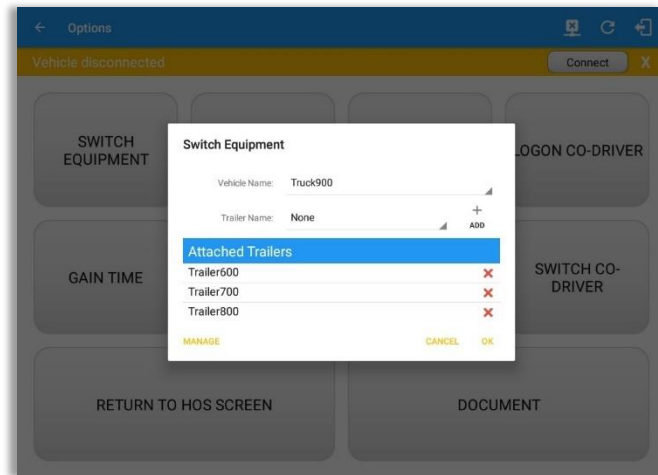 Options
Vehicle disconnected
Connect
X
SWITCH
EQUIPMENT
LOGON CO-DRIVER
Switch Equipment
Vehicle Name: Truck900
Trailer Name: None
+
ADD
Attached Trailers
Trailer600
Trailer700
Trailer800
MANAGE
CANCEL
OK
GAIN TIME
SWITCH CO-
DRIVER
RETURN TO HOS SCREEN
DOCUMENT